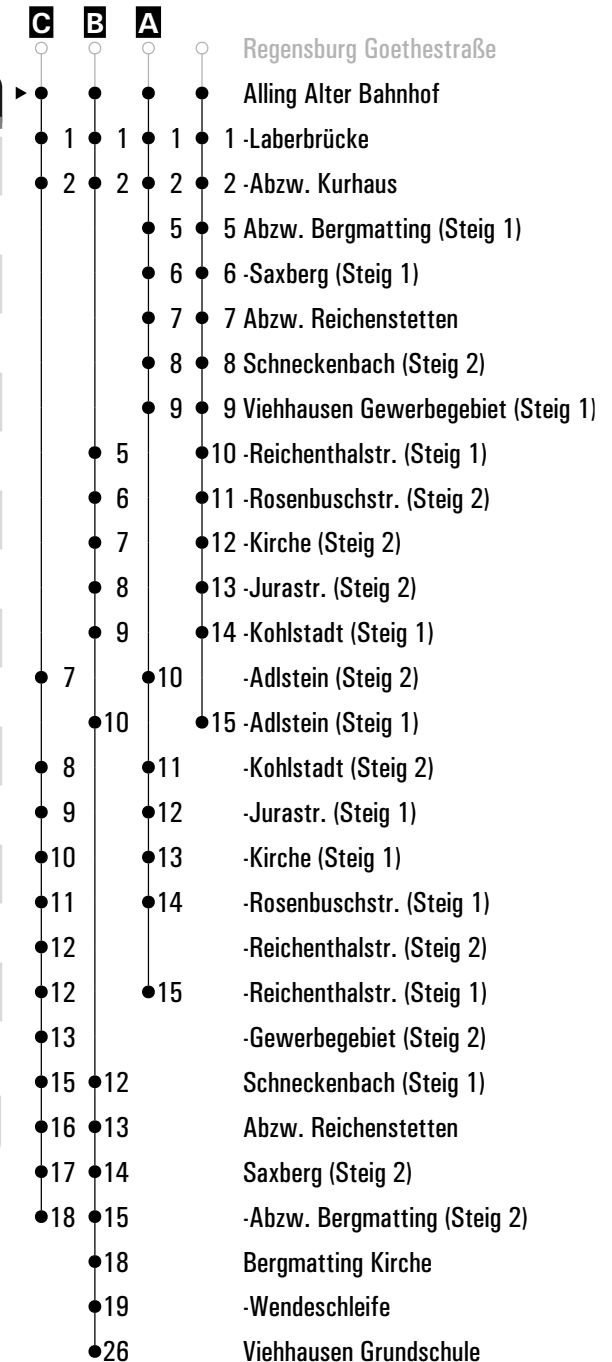 C B A
Regensburg Goethestraße
Alling Alter Bahnhof
1 1 1 1 -Laberbrücke
2 2 2 2 -Abzw. Kurhaus
5 5 Abzw. Bergmatting (Steig 1)
6 6 -Saxberg (Steig 1)
7 7 Abzw. Reichenstetten
8 8 Schneckenbach (Steig 2)
9 9 Viehhausen Gewerbegebiet (Steig 1)
5 10 -Reichenthalstr. (Steig 1)
6 11 -Rosenbuschstr. (Steig 2)
7 12 -Kirche (Steig 2)
8 13 -Jurastr. (Steig 2)
9 14 -Kohlstadt (Steig 1)
7 10 -Adlstein (Steig 2)
10 15 -Adlstein (Steig 1)
8 11 -Kohlstadt (Steig 2)
9 12 -Jurastr. (Steig 1)
10 13 -Kirche (Steig 1)
11 14 -Rosenbuschstr. (Steig 1)
12 -Reichenthalstr. (Steig 2)
12 15 -Reichenthalstr. (Steig 1)
13 -Gewerbegebiet (Steig 2)
15 12 Schneckenbach (Steig 1)
16 13 Abzw. Reichenstetten
17 14 Saxberg (Steig 2)
18 15 -Abzw. Bergmatting (Steig 2)
18 Bergmatting Kirche
19 -Wendeschleife
26 Viehhausen Grundschule